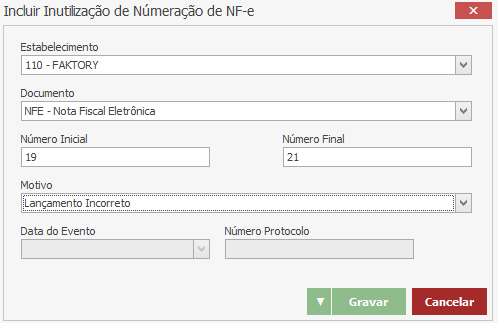 Incluir Inutilização de Númeração de NF-e
Estabelecimento
110 - FAKTORY
Documento
NFE - Nota Fiscal Eletrônica
Número Inicial Número Final
19 21
Motivo
Lançamento Incorreto
Data do Evento Número Protocolo
Gravar Cancelar